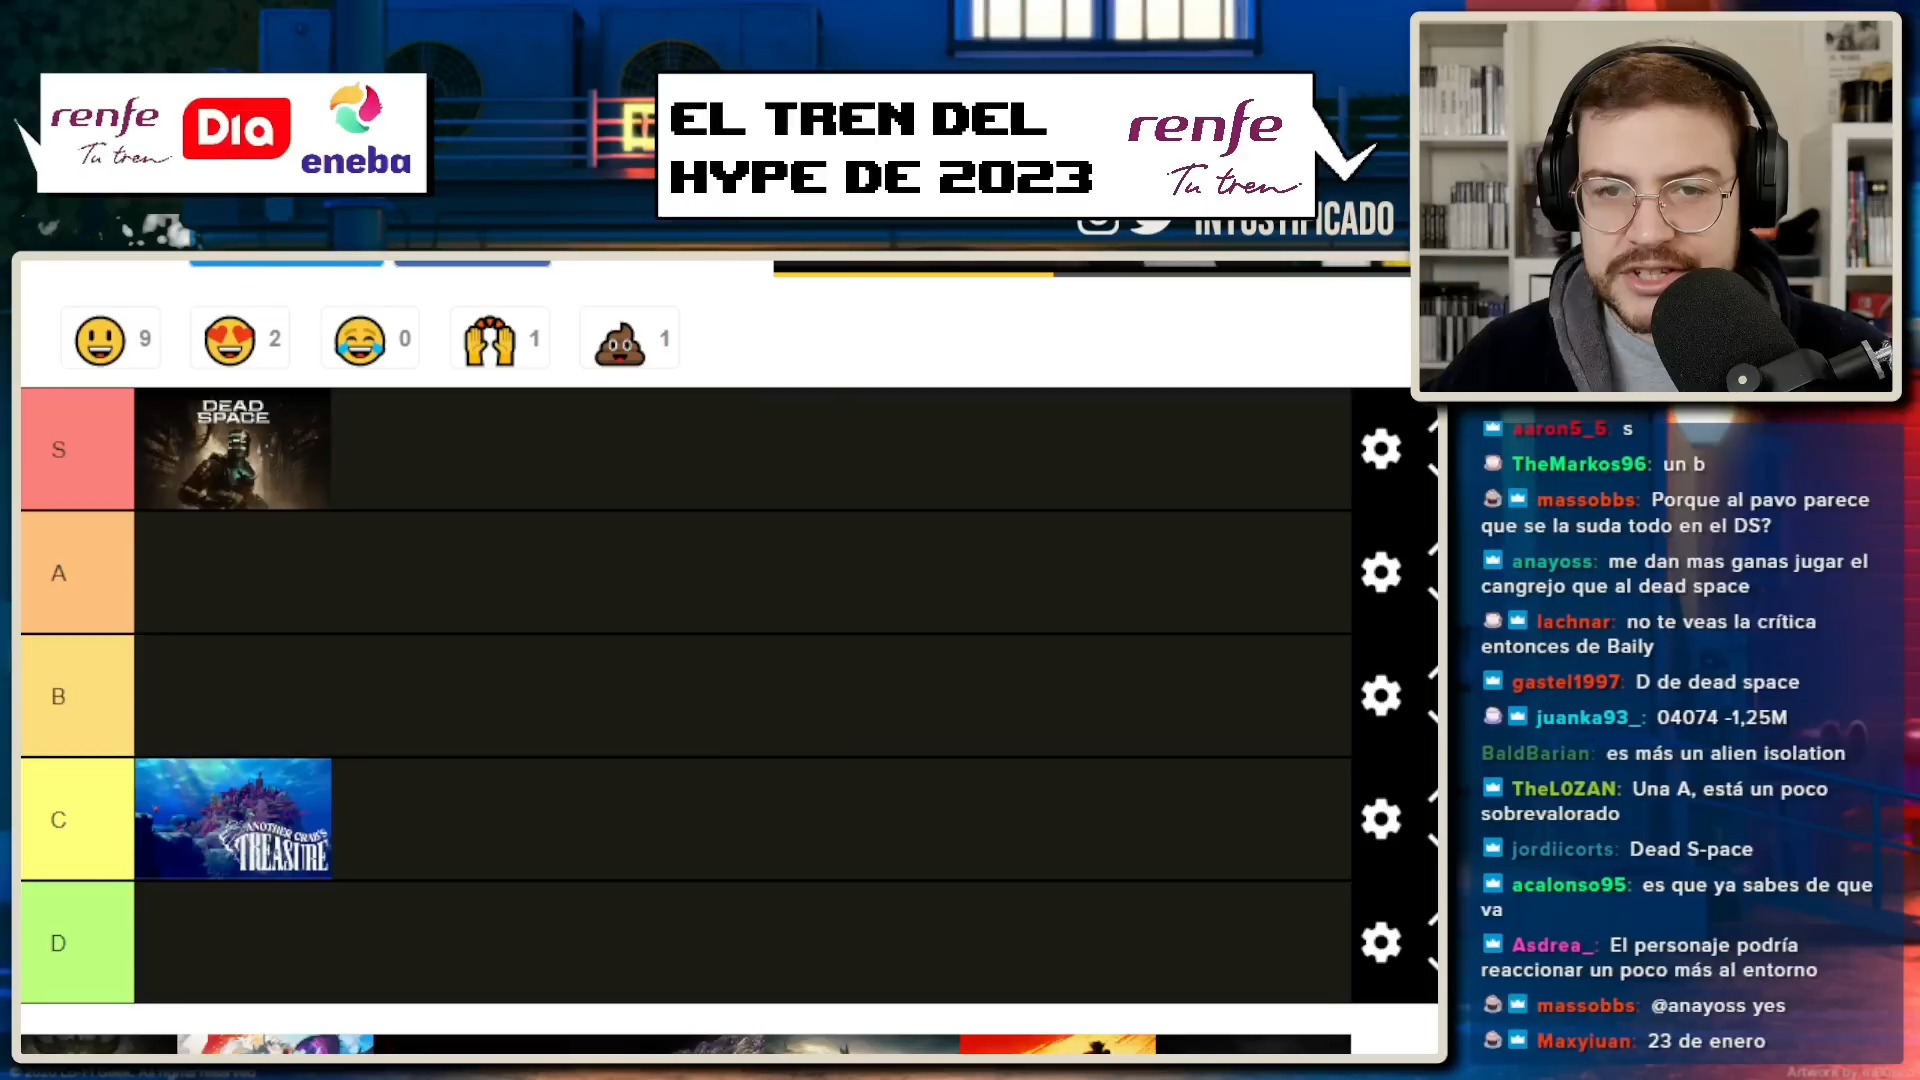 renfe
Tu tren
Dia
eneba
EL TREN DEL
HYPE DE 2023
renfe
Tu tren
INTUSTIFICADO
9
2
0
1
1
S
DEAD
SPACE
A
B
C
ANOTHER CRAB'S
TREASURE
D
aaron5_5: s
TheMarkos96: un b
massobbs: Porque al pavo parece
que se la suda todo en el DS?
anayoss: me dan mas ganas jugar el
cangrejo que al dead space
lachnar: no te veas la crítica
entonces de Baily
gastel1997: D de dead space
juanka93_: 04074 -1,25M
BaldBarian: es más un alien isolation
TheL0ZAN: Una A, está un poco
sobrevalorado
jordiicorts: Dead S-pace
acalonso95: es que ya sabes de que
va
Asdrea_: El personaje podría
reaccionar un poco más al entorno
massobbs: @anayoss yes
Maxyiuan: 23 de enero